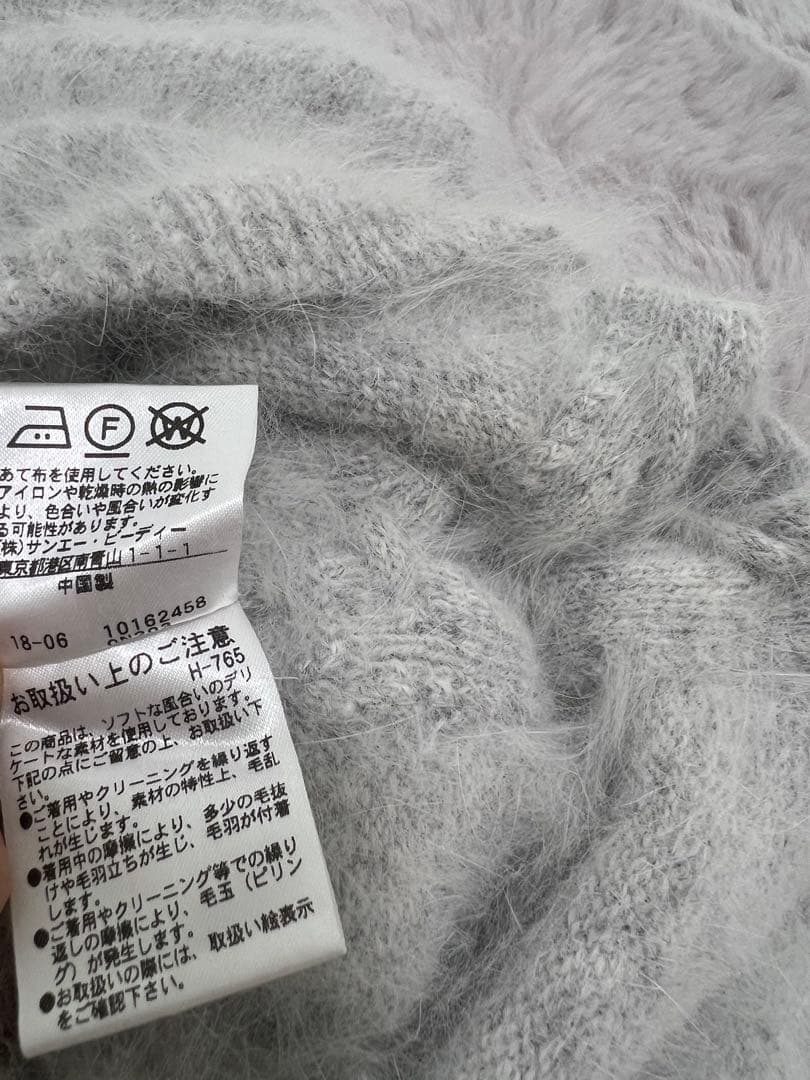 F W
あて布を使用してください。
アイロンや乾燥時の熱の影響に
より、色合いや風合いが変化す
る可能性があります。
(株)サンエー・ビーディー
東京都港区南青山1-1-1
中国製
18-06 10162458
お取扱い上のご注意
H-765
この商品は、ソフトな風合いのデリ
ケートな素材を使用しております。
下記の点にご留意の上、お取扱い下
さい。
●ご着用やクリーニングを繰り返す
ことにより、素材の特性上、毛乱
れが生じます。
●着用中の摩擦により、多少の毛抜
けや毛羽立ちが生じ、毛羽が付着
します。
●ご着用やクリーニング等での繰り
返しの摩擦により、毛玉（ピリン
グ）が発生します。
●お取扱いの際には、取扱い絵表示
をご確認下さい。